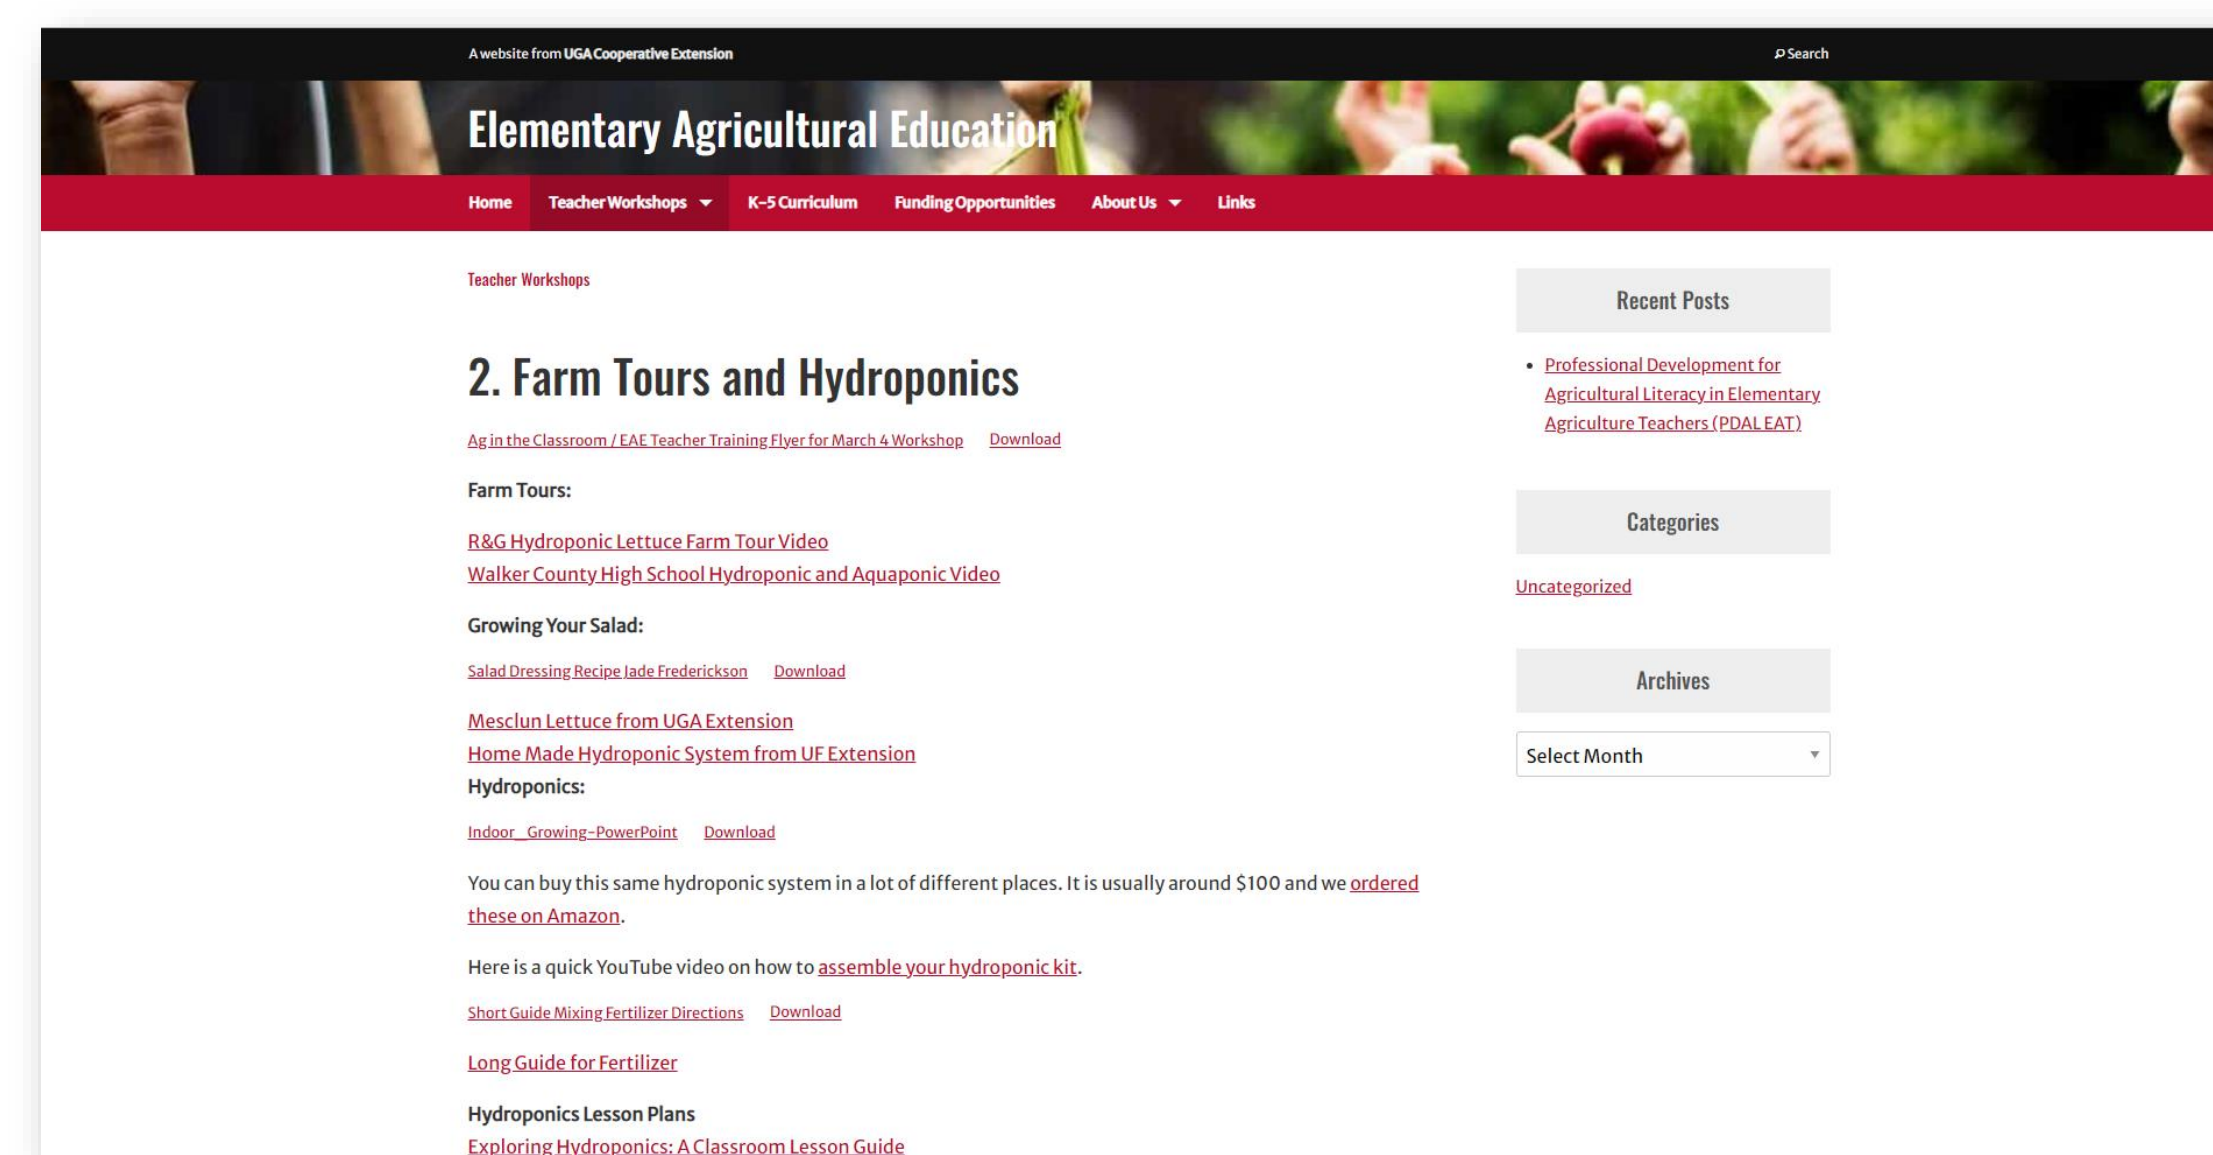 A website from UGA Cooperative Extension
Search
Elementary Agricultural Education
Home Teacher Workshops K-5 Curriculum Funding Opportunities About Us Links
Teacher Workshops
2. Farm Tours and Hydroponics
Ag in the Classroom / EAE Teacher Training Flyer for March 4 Workshop Download
Farm Tours:
R&G Hydroponic Lettuce Farm Tour Video
Walker County High School Hydroponic and Aquaponic Video
Growing Your Salad:
Salad Dressing Recipe Jade Frederickson Download
Mesclun Lettuce from UGA Extension
Home Made Hydroponic System from UF Extension
Hydroponics:
Indoor_Growing-PowerPoint Download
You can buy this same hydroponic system in a lot of different places. It is usually around $100 and we ordered
these on Amazon.
Here is a quick YouTube video on how to assemble your hydroponic kit.
Short Guide Mixing Fertilizer Directions Download
Long Guide for Fertilizer
Hydroponics Lesson Plans
Exploring Hydroponics: A Classroom Lesson Guide
Recent Posts
• Professional Development for
Agricultural Literacy in Elementary
Agriculture Teachers (PDAL EAT)
Categories
Uncategorized
Archives
Select Month